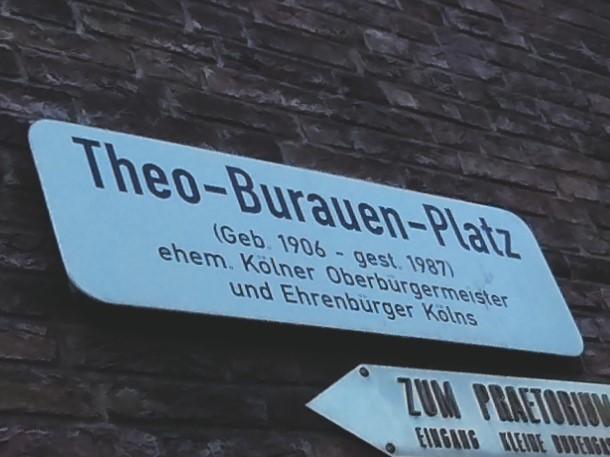 Theo-Burauen-Platz
(Geb. 1906 - gest. 1987)
ehem. Kölner Oberbürgermeister
und Ehrenbürger Kölns
ZUM PRAETORIUM
EINGANG KLEINE